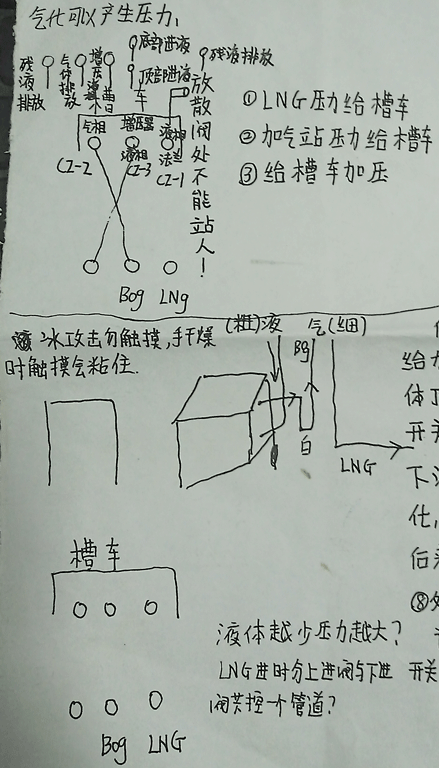 气化可以产生压力,
底部进液
残液排放
顶部进液
残液排放
气体排放
增压液
不
槽车
放散阀处不能站人!
气相
增压器
液相
液相
法兰
CZ-2
CZ-3
CZ-1
Bog LNg
① LNG压力给槽车
② 加气站压力给槽车
③ 给槽车加压
冰攻击勿触摸,手干燥
时触摸会粘住.
(粗)液 气(细)
Bg
白
LNG
给
体
开关
下
化,
后
⑧
槽车
Bog LNG
液体越少压力越大?
LNG进时分上进阀与下进
阀共控一个管道?
开关